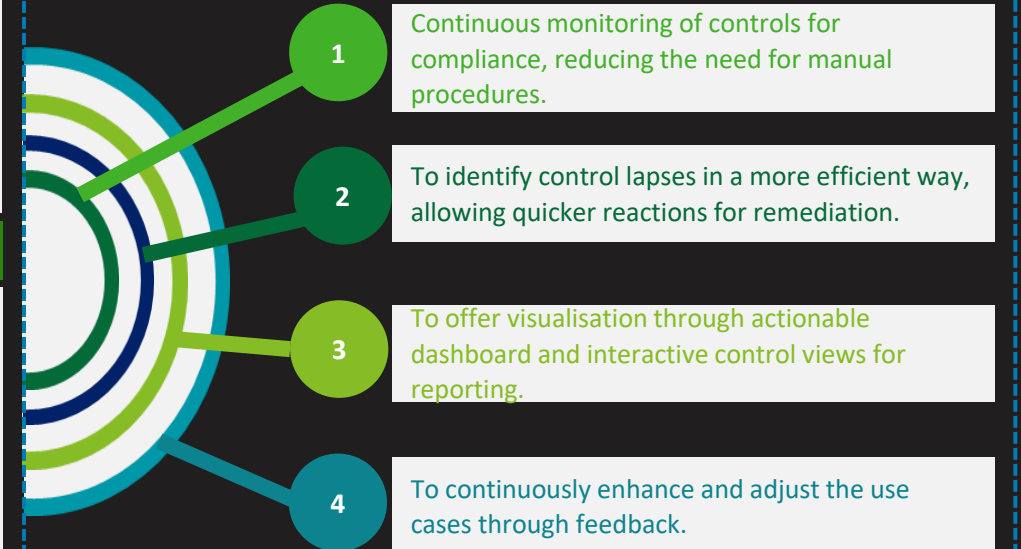 1
Continuous monitoring of controls for
compliance, reducing the need for manual
procedures.
2
To identify control lapses in a more efficient way,
allowing quicker reactions for remediation.
3
To offer visualisation through actionable
dashboard and interactive control views for
reporting.
4
To continuously enhance and adjust the use
cases through feedback.